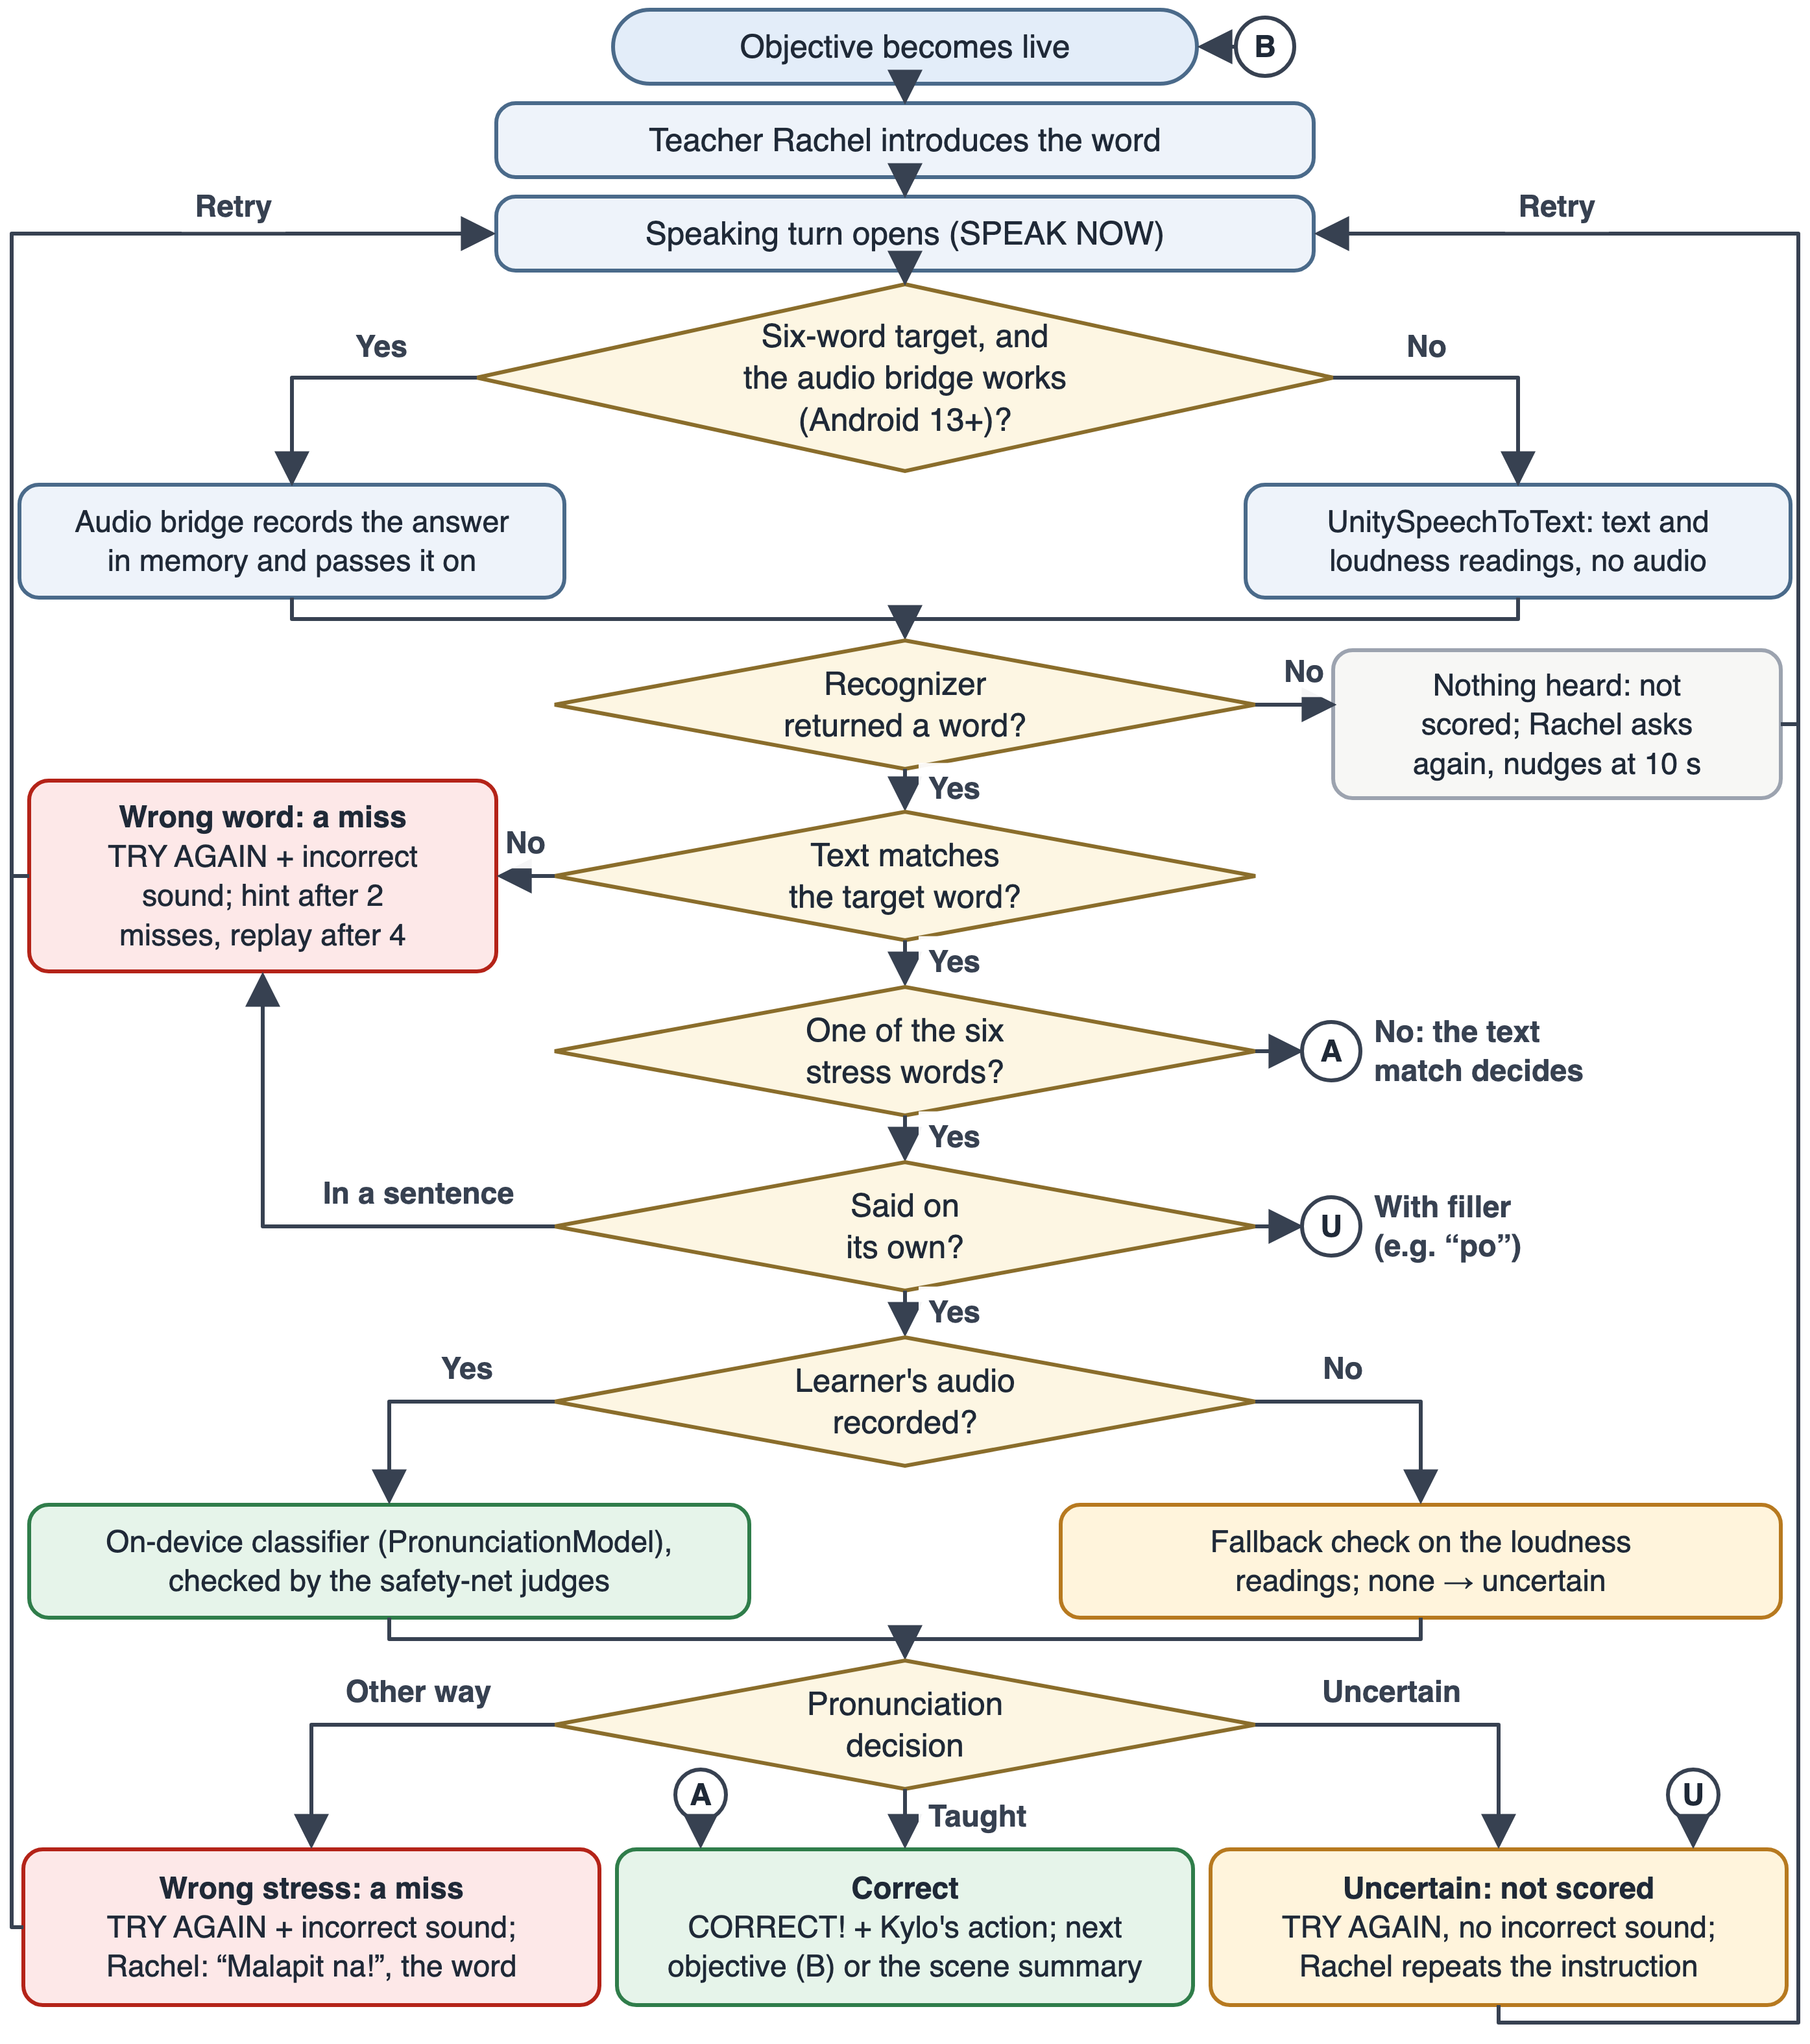 Objective becomes live
B
Teacher Rachel introduces the word
Retry
Speaking turn opens (SPEAK NOW)
Retry
Yes
Six-word target, and
the audio bridge works
(Android 13+)?
No
Audio bridge records the answer
in memory and passes it on
UnitySpeechToText: text and
loudness readings, no audio
Recognizer
returned a word?
No
Nothing heard: not
scored; Rachel asks
again, nudges at 10 s
Yes
Wrong word: a miss
TRY AGAIN + incorrect
sound; hint after 2
misses, replay after 4
No
Text matches
the target word?
Yes
One of the six
stress words?
A
No: the text
match decides
Yes
In a sentence
Said on
its own?
U
With filler
(e.g. “po”)
Yes
Yes
Learner's audio
recorded?
No
On-device classifier (PronunciationModel),
checked by the safety-net judges
Fallback check on the loudness
readings; none → uncertain
Other way
Pronunciation
decision
Uncertain
A
Taught
U
Wrong stress: a miss
TRY AGAIN + incorrect sound;
Rachel: “Malapit na!”, the word
Correct
CORRECT! + Kylo's action; next
objective (B) or the scene summary
Uncertain: not scored
TRY AGAIN, no incorrect sound;
Rachel repeats the instruction